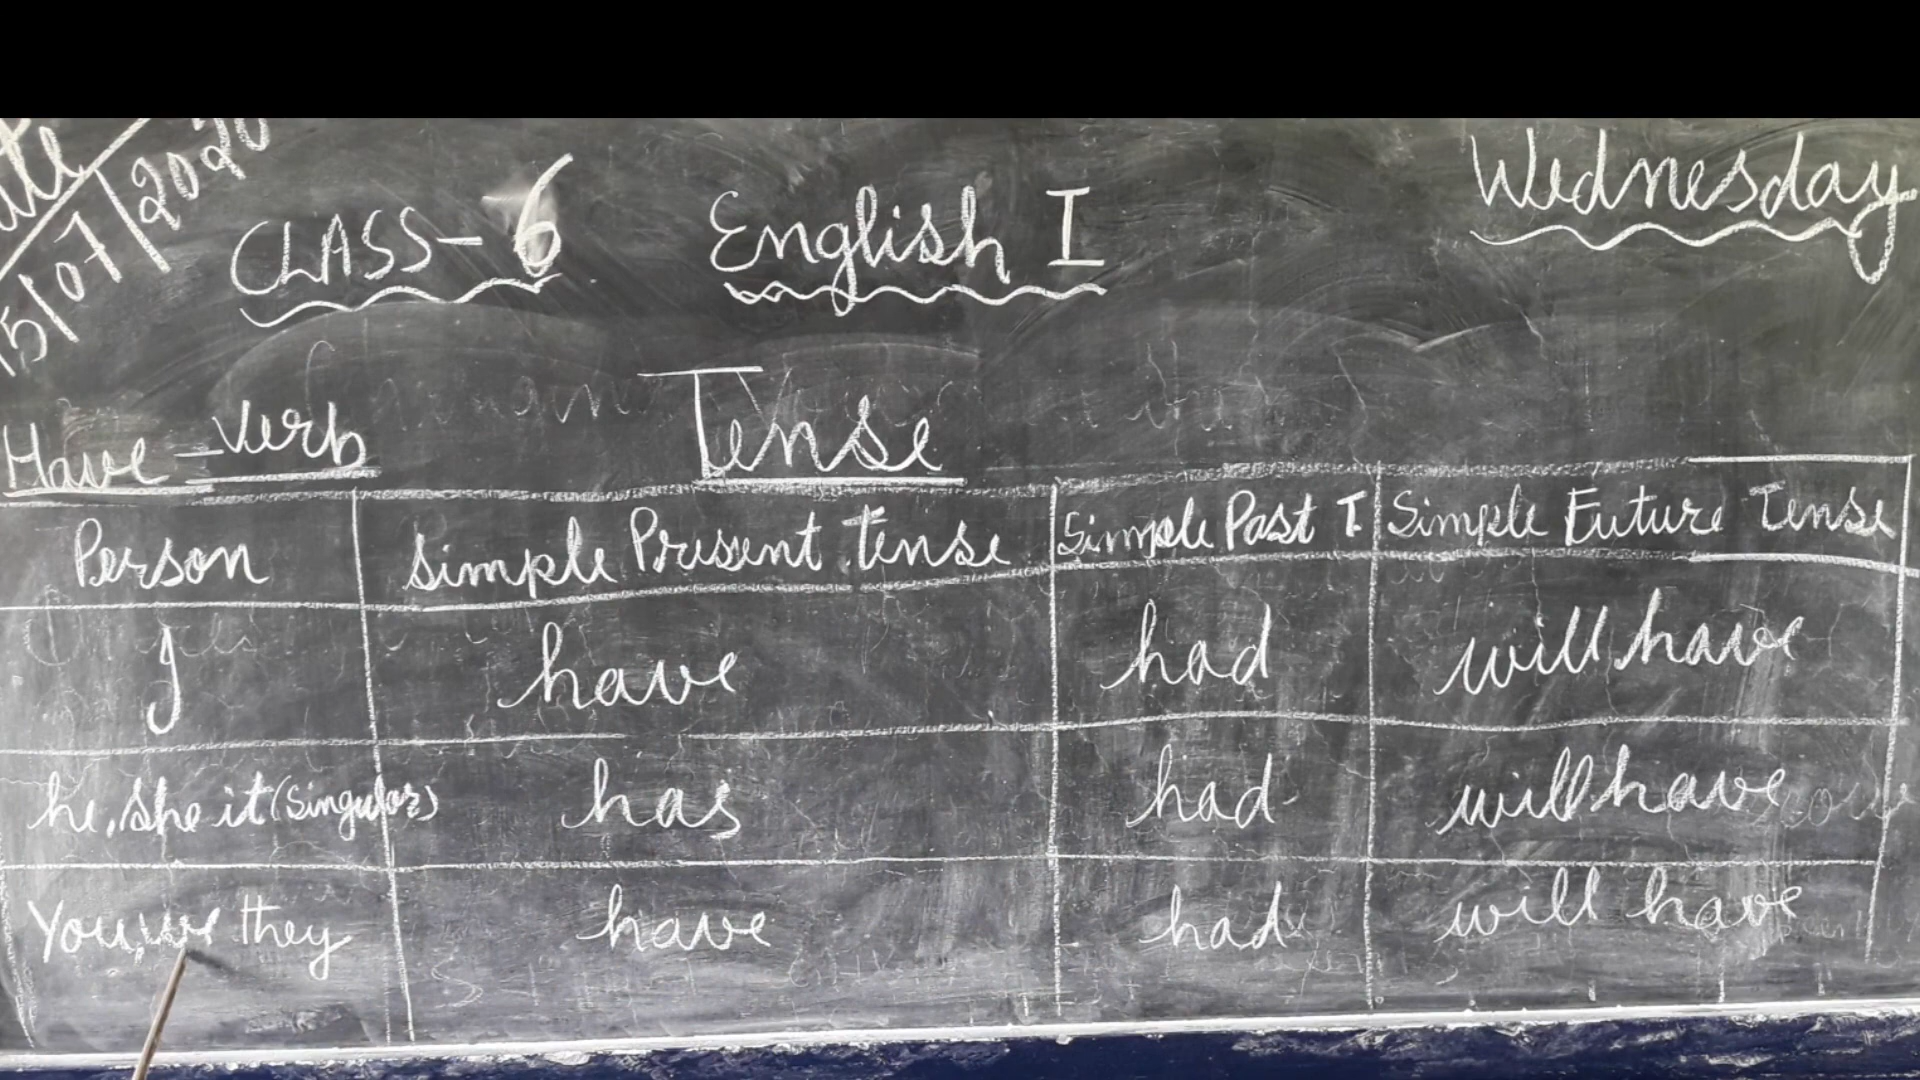 Date
15/07/2020
CLASS-6 English I Wednesday
Tense
Have - Verb
Person simple Present Tense Simple Past T. Simple Future Tense
I have had will have
he, she it (Singular) has had will have
You, we they have had will have